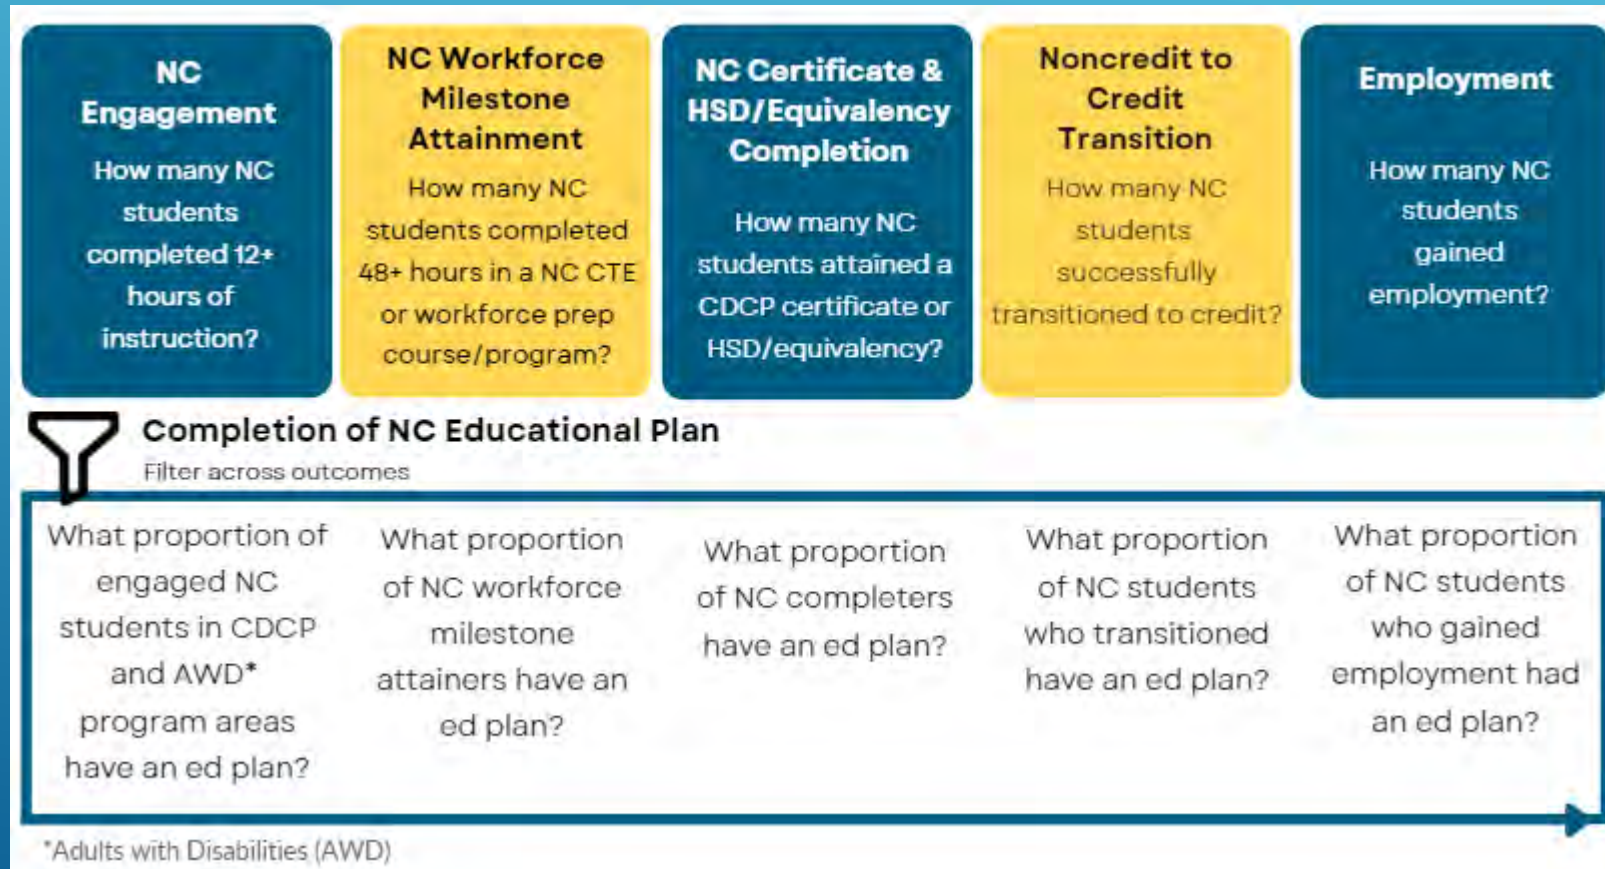 NC
Engagement
How many NC
students
completed 12+
hours of
instruction?
NC Workforce
Milestone
Attainment
How many NC
students completed
48+ hours in a NC CTE
or workforce prep
course/program?
NC Certificate &
HSD/Equivalency
Completion
How many NC
students attained a
CDCP certificate or
HSD/equivalency?
Noncredit to
Credit
Transition
How many NC
students
successfully
transitioned to credit?
Employment
How many NC
students
gained
employment?
Completion of NC Educational Plan
Filter across outcomes
What proportion of
engaged NC
students in CDCP
and AWD*
program areas
have an ed plan?
What proportion
of NC workforce
milestone
attainers have an
ed plan?
What proportion
of NC completers
have an ed plan?
What proportion
of NC students
who transitioned
have an ed plan?
What proportion
of NC students
who gained
employment had
an ed plan?
*Adults with Disabilities (AWD)